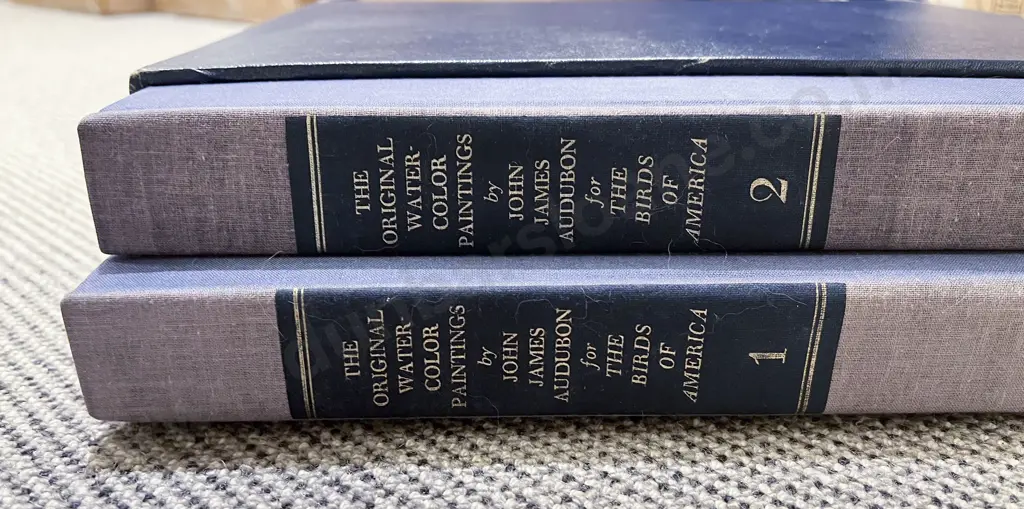 THE
ORIGINAL
WATER-
COLOR
PAINTINGS
by
JOHN
JAMES
AUDUBON
for
THE
BIRDS
OF
AMERICA
2
THE
ORIGINAL
WATER-
COLOR
PAINTINGS
by
JOHN
JAMES
AUDUBON
for
THE
BIRDS
OF
AMERICA
1